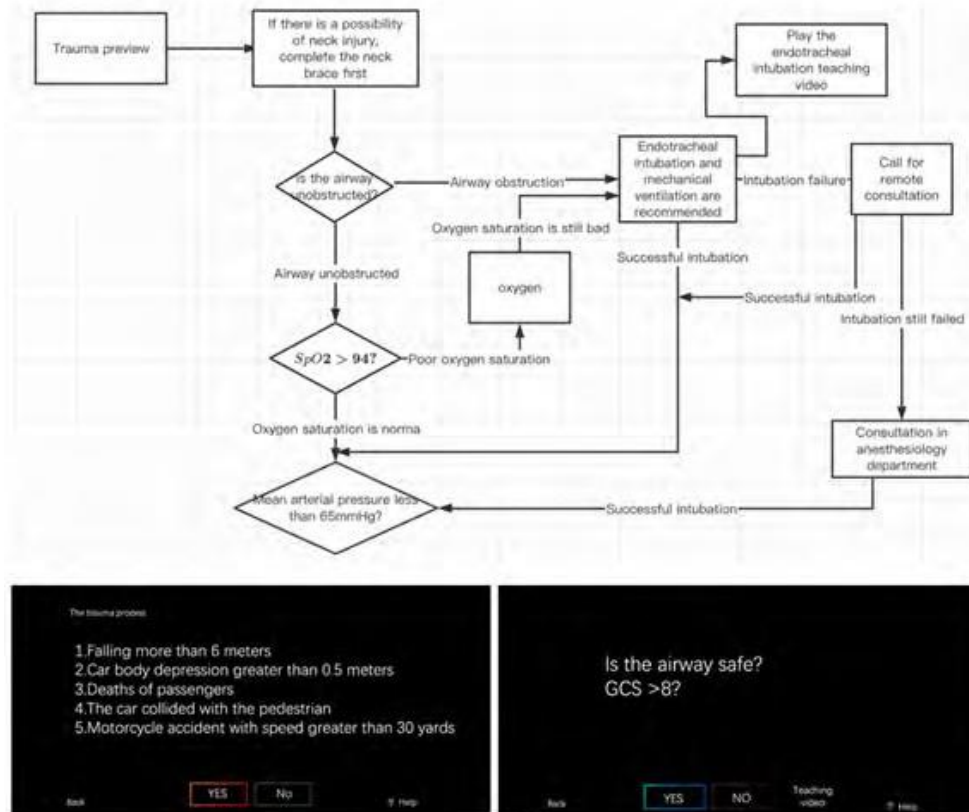 Trauma preview
If there is a possibility
of neck injury,
complete the neck
brace first
Play the
endotracheal
intubation teaching
video
Is the airway
unobstructed?
Airway obstruction
Endotracheal
intubation and
mechanical
ventilation are
recommended
Intubation failure
Call for
remote
consultation
Oxygen saturation is still bad
Successful intubation
Airway unobstructed
oxygen
Successful intubation
Intubation still failed
SpO2 > 94?
Poor oxygen saturation
Oxygen saturation is norma
Consultation in
anesthesiology
department
Mean arterial pressure less
than 65mmHg?
Successful intubation
The trauma process
1.Falling more than 6 meters
2.Car body depression greater than 0.5 meters
3.Deaths of passengers
4.The car collided with the pedestrian
5.Motorcycle accident with speed greater than 30 yards
Back
YES
No
? Help
Is the airway safe?
GCS >8?
Back
YES
NO
Teaching
video
Help